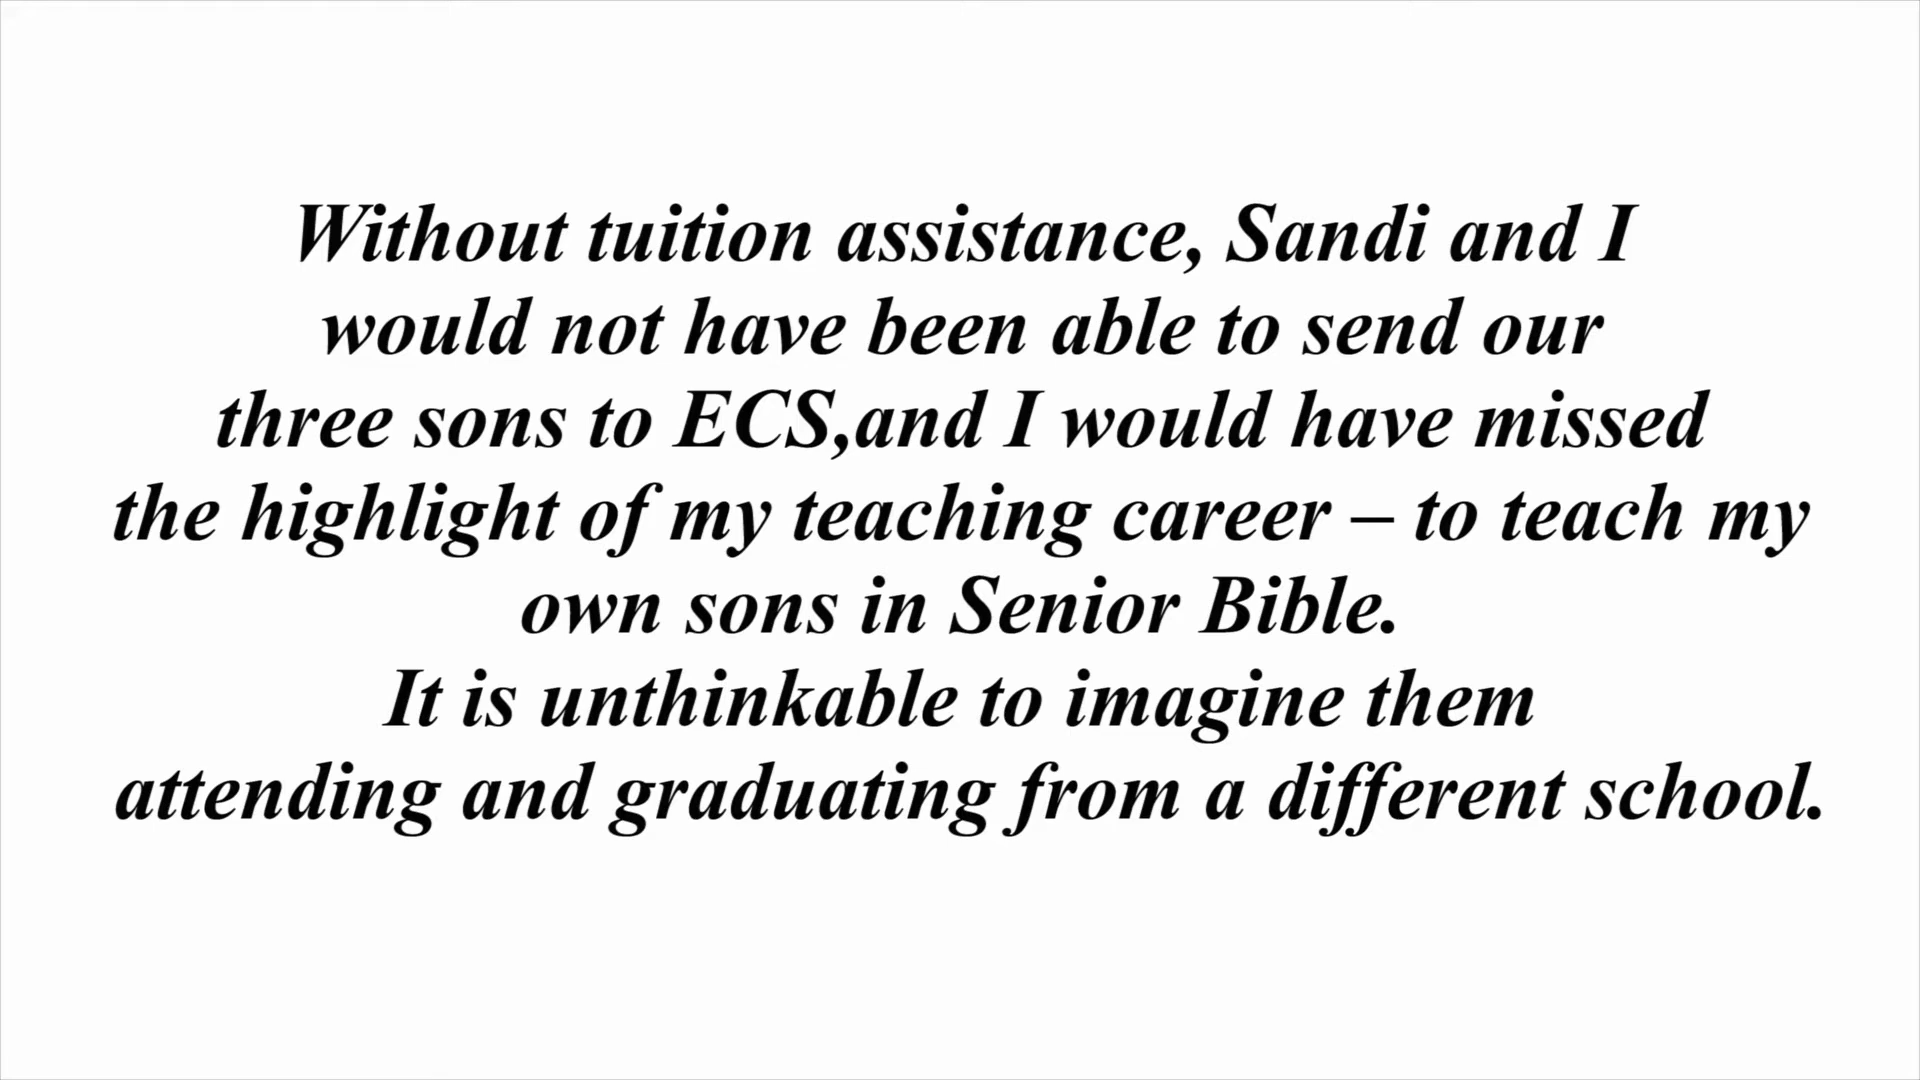 Without tuition assistance, Sandi and I
would not have been able to send our
three sons to ECS,and I would have missed
the highlight of my teaching career – to teach my
own sons in Senior Bible.
It is unthinkable to imagine them
attending and graduating from a different school.